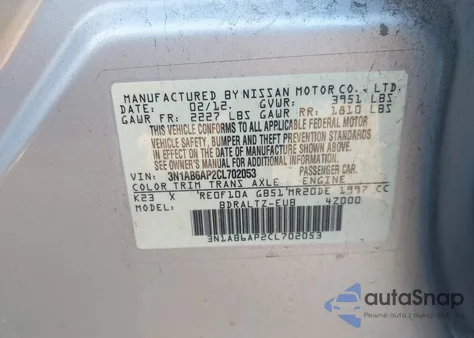 MANUFACTURED BY NISSAN MOTOR CO., LTD.
DATE: 02/12. GVWR: 3951 LBS
GAWR FR: 2227 LBS GAWR RR: 1810 LBS
THIS VEHICLE CONFORMS TO ALL APPLICABLE FEDERAL MOTOR
VEHICLE SAFETY, BUMPER AND THEFT PREVENTION STANDARDS
IN EFFECT ON THE DATE OF MANUFACTURE SHOWN ABOVE.
SEE OWNER'S MANUAL FOR FURTHER INFORMATION.
VIN: 3N1AB6AP2CL702053 Passenger Car.
COLOR TRIM TRANS AXLE: ENGINE:
K23 X RE0F10A GB51 MR20DE 1997 CC
MODEL: BDRALTZ-EUB 4Z000
3N1AB6AP2CL702053
autoSnap